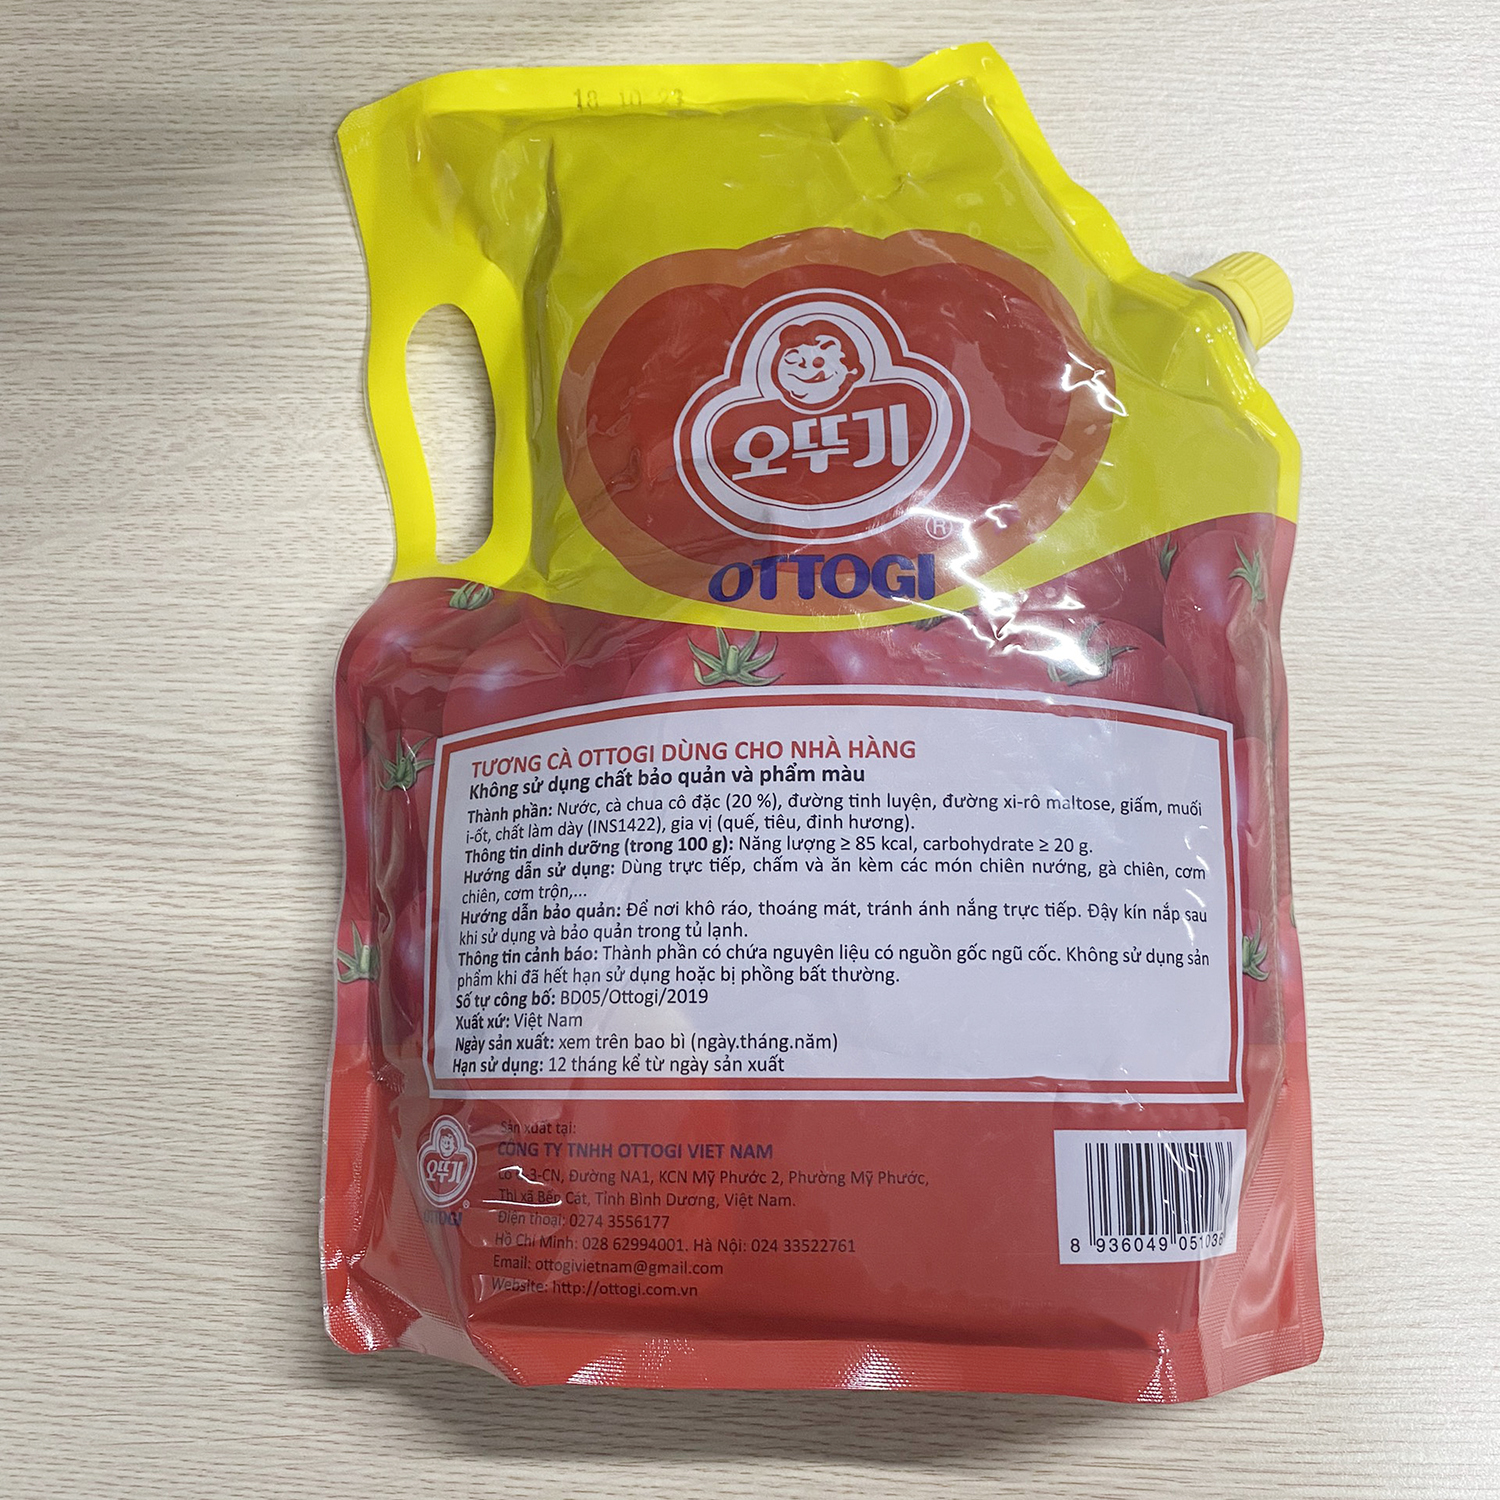 18 10 23
오뚜기
®
OTTOGI
TƯƠNG CÀ OTTOGI DÙNG CHO NHÀ HÀNG
Không sử dụng chất bảo quản và phẩm màu
Thành phần: Nước, cà chua cô đặc (20 %), đường tinh luyện, đường xi-rô maltose, giấm, muối
i-ốt, chất làm dày (INS1422), gia vị (quế, tiêu, đinh hương).
Thông tin dinh dưỡng (trong 100 g): Năng lượng ≥ 85 kcal, carbohydrate ≥ 20 g.
Hướng dẫn sử dụng: Dùng trực tiếp, chấm và ăn kèm các món chiên nướng, gà chiên, cơm
chiên, cơm trộn,...
Hướng dẫn bảo quản: Để nơi khô ráo, thoáng mát, tránh ánh nắng trực tiếp. Đậy kín nắp sau
khi sử dụng và bảo quản trong tủ lạnh.
Thông tin cảnh báo: Thành phần có chứa nguyên liệu có nguồn gốc ngũ cốc. Không sử dụng sản
phẩm khi đã hết hạn sử dụng hoặc bị phồng bất thường.
Số tự công bố: BD05/Ottogi/2019
Xuất xứ: Việt Nam
Ngày sản xuất: xem trên bao bì (ngày.tháng.năm)
Hạn sử dụng: 12 tháng kể từ ngày sản xuất
오뚜기
®
OTTOGI
Sản xuất tại:
CÔNG TY TNHH OTTOGI VIET NAM
Đường NA1, KCN Mỹ Phước 2, Phường Mỹ Phước,
Thị xã Bến Cát, Tỉnh Bình Dương, Việt Nam.
Điện thoại: 0274 3556177
Hồ Chí Minh: 028 62994001. Hà Nội: 024 33522761
Email: ottogivietnam@gmail.com
Website: http://ottogi.com.vn
8 936049 051036